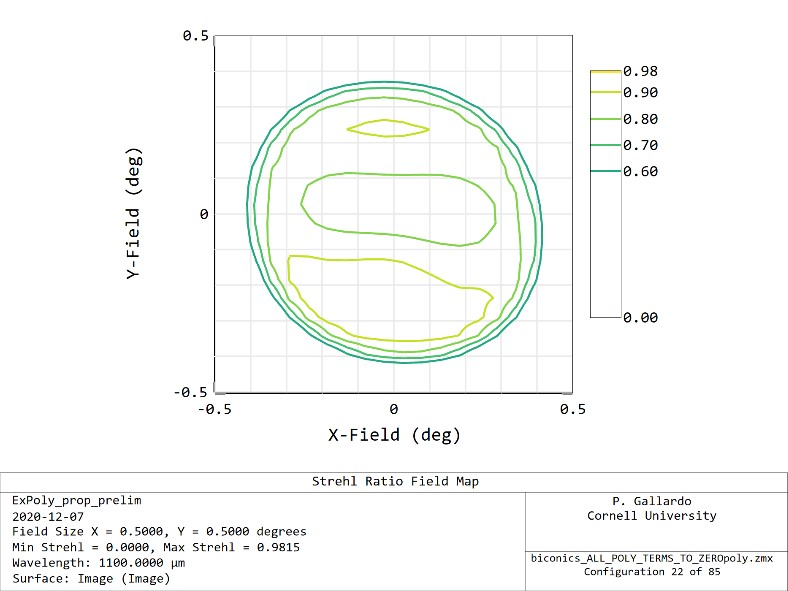 0.5
0
-0.5
-0.5
0
0.5
Y-Field (deg)
X-Field (deg)
0.98
0.90
0.80
0.70
0.60
0.00
Strehl Ratio Field Map
ExPoly_prop_prelim
2020-12-07
Field Size X = 0.5000, Y = 0.5000 degrees
Min Strehl = 0.0000, Max Strehl = 0.9815
Wavelength: 1100.0000 µm
Surface: Image (Image)
P. Gallardo
Cornell University
biconics_ALL_POLY_TERMS_TO_ZEROpoly.zmx
Configuration 22 of 85